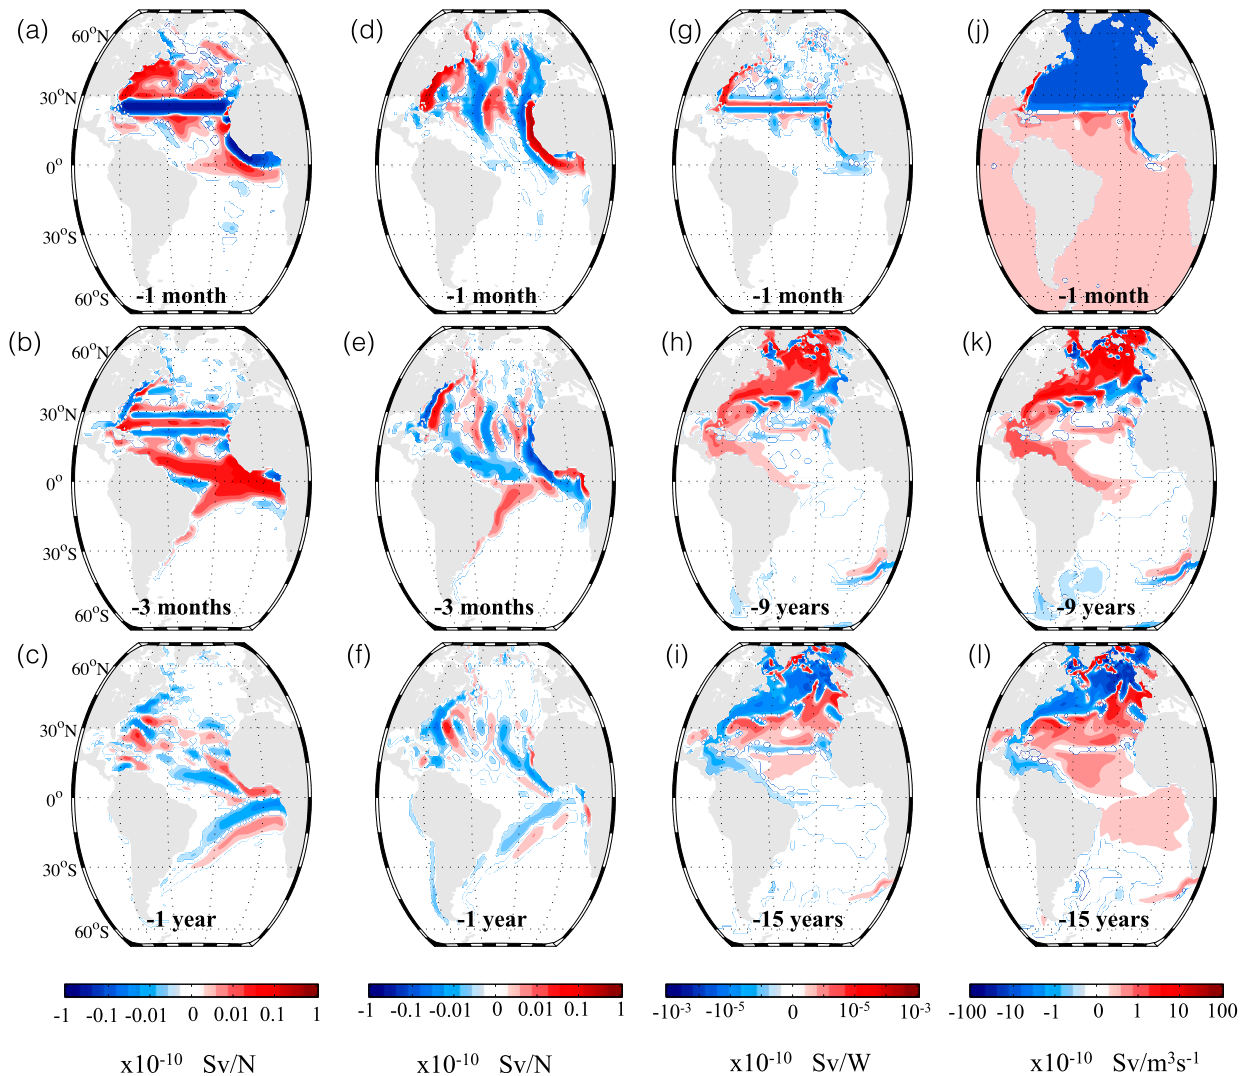 (a) (d) (g) (j)
60°N
30°N
0°
30°S
60°S
-1 month -1 month -1 month -1 month
(b) (e) (h) (k)
60°N
30°N
0°
30°S
60°S
-3 months -3 months -9 years -9 years
(c) (f) (i) (l)
60°N
30°N
0°
30°S
60°S
-1 year -1 year -15 years -15 years
-1 -0.1 -0.01 0 0.01 0.1 1
-1 -0.1 -0.01 0 0.01 0.1 1
-10⁻³ -10⁻⁵ 0 10⁻⁵ 10⁻³
-100 -10 -1 0 1 10 100
x10⁻¹⁰ Sv/N
x10⁻¹⁰ Sv/N
x10⁻¹⁰ Sv/W
x10⁻¹⁰ Sv/m³s⁻¹